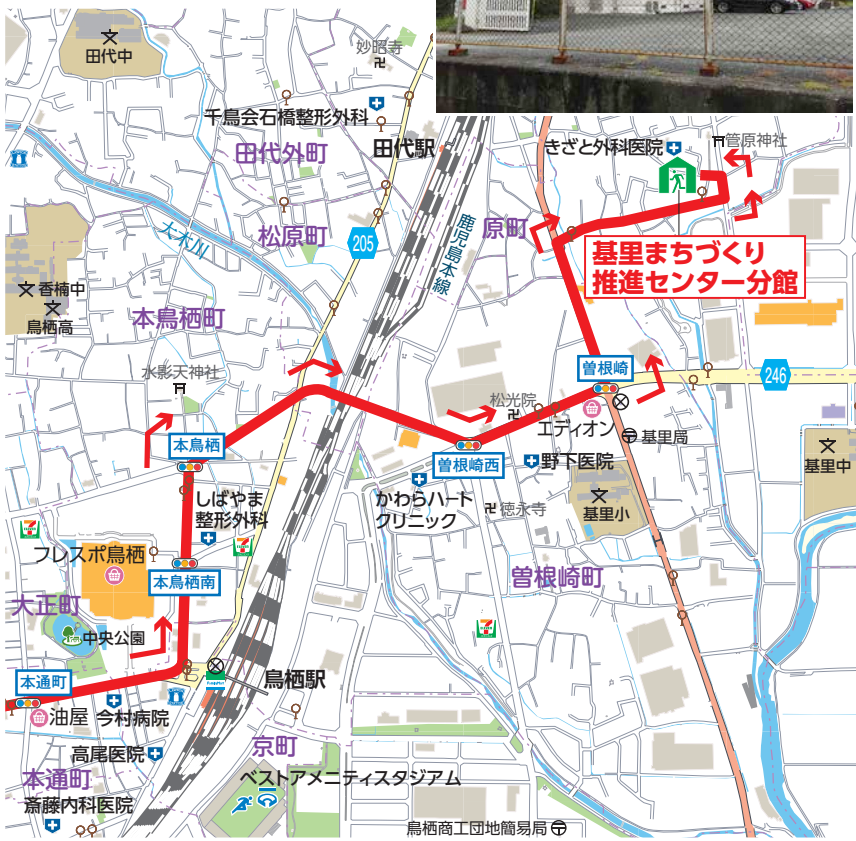 田代中
妙昭寺
千鳥会石橋整形外科
田代駅
田代外町
きざと外科医院
管原神社
大木川
松原町
205
鹿児島本線
原町
基里まちづくり
推進センター分館
香楠中
鳥栖高
本鳥栖町
水影天神社
曽根崎
246
松光院
エディオン
基里局
本鳥栖
曽根崎西
野下医院
基里中
しばやま
整形外科
かわらハート
クリニック
徳永寺
基里小
フレスポ鳥栖
本鳥栖南
曽根崎町
大正町
中央公園
本通町
鳥栖駅
油屋
今村病院
高尾医院
京町
本通町
ベストアメニティスタジアム
斎藤内科医院
鳥栖商工団地簡易局